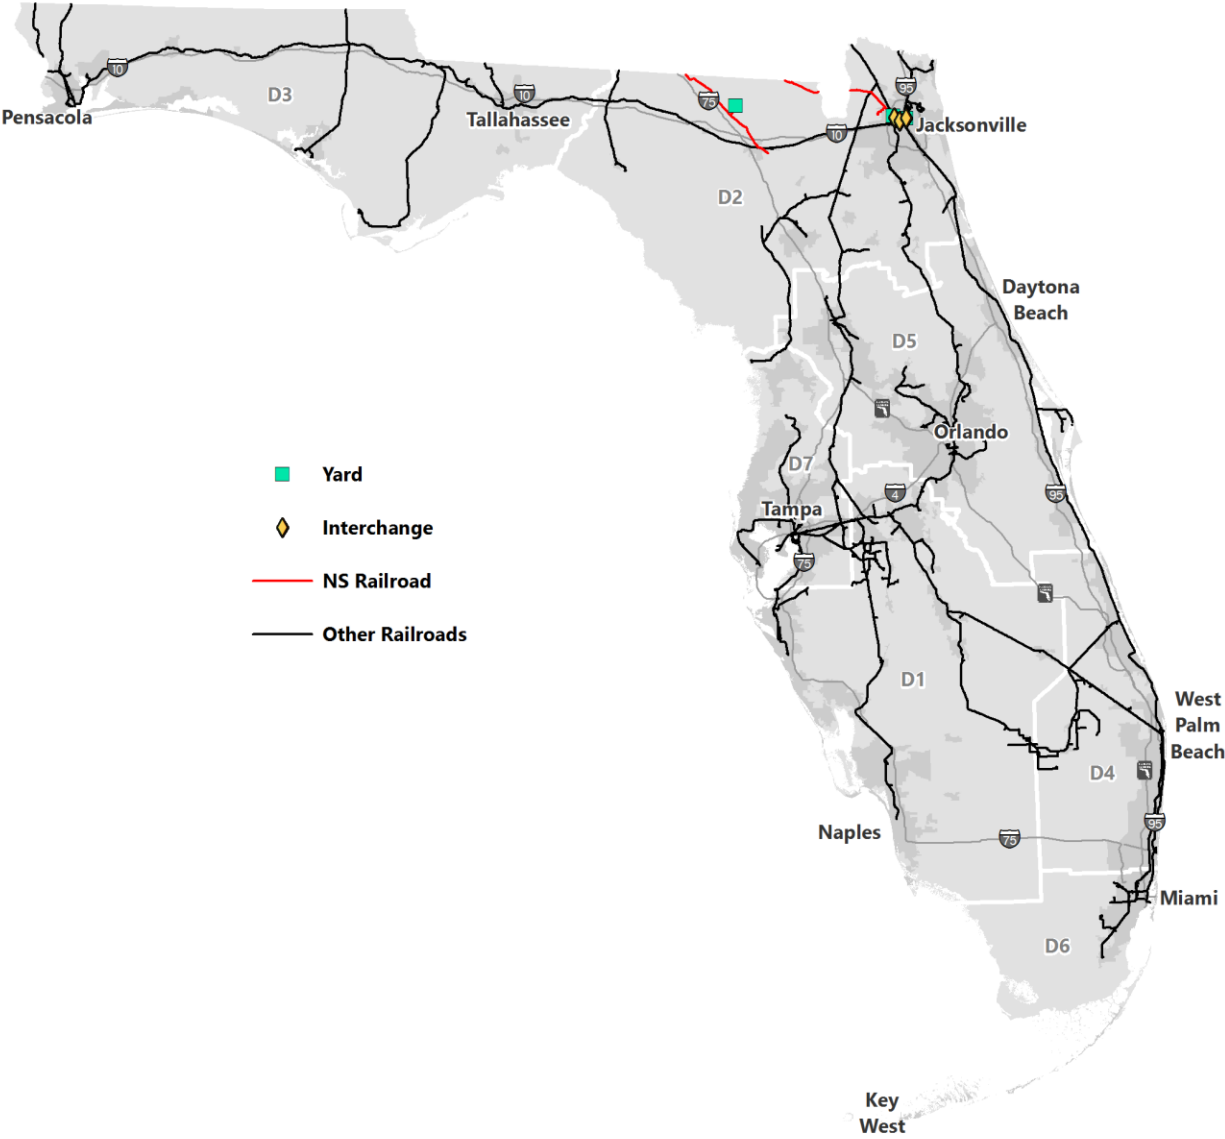 10
D3
Pensacola
10
Tallahassee
75
95
10
Jacksonville
D2
Daytona
Beach
D5
Orlando
D7
4
95
Tampa
75
Yard
Interchange
NS Railroad
Other Railroads
D1
West
Palm
Beach
D4
95
Naples
75
Miami
D6
Key
West